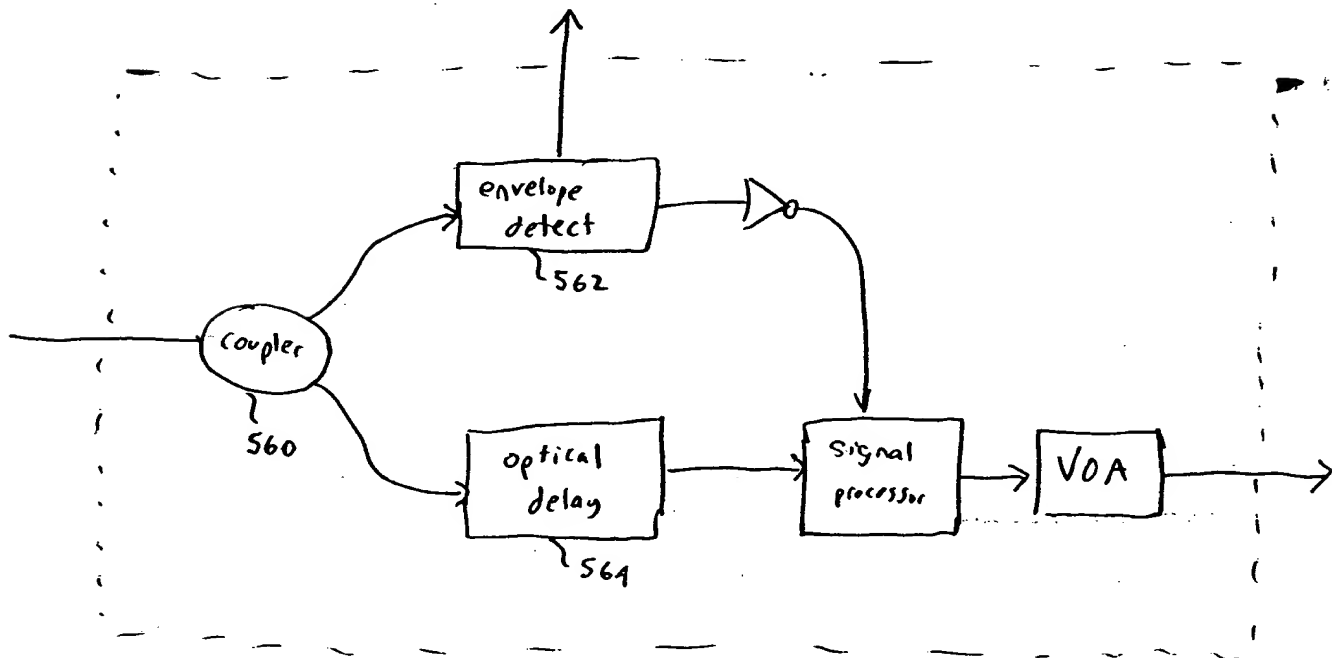 envelope
detect
562
coupler
560
optical
delay
564
signal
processor
VOA